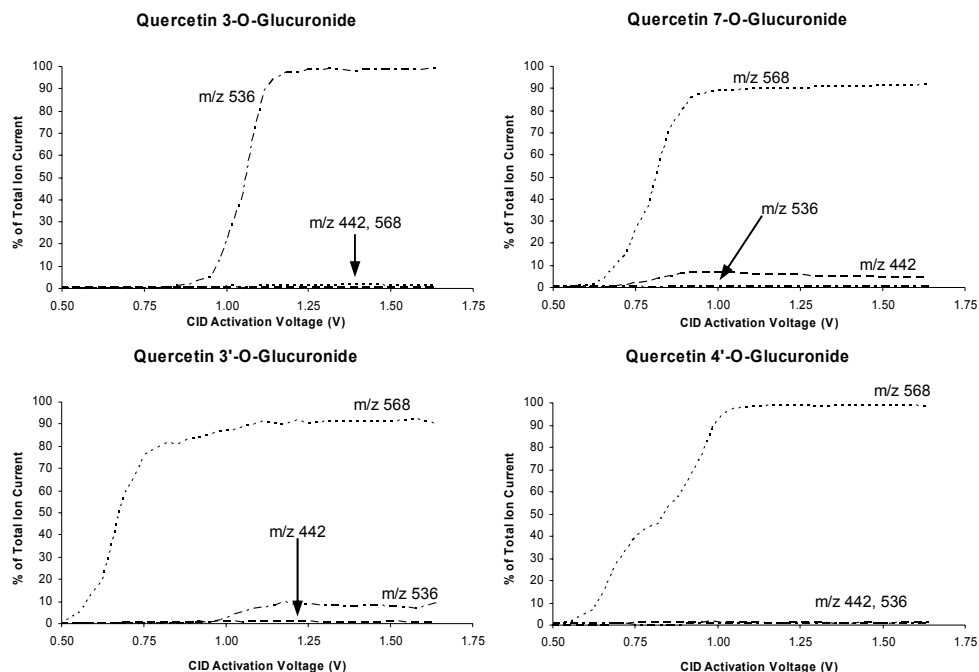 Quercetin 3-O-Glucuronide
% of Total Ion Current
100
90
80
70
60
50
40
30
20
10
0
m/z 536
m/z 442, 568
0.50 0.75 1.00 1.25 1.50 1.75
CID Activation Voltage (V)
Quercetin 7-O-Glucuronide
% of Total Ion Current
100
90
80
70
60
50
40
30
20
10
0
m/z 568
m/z 536
m/z 442
0.50 0.75 1.00 1.25 1.50 1.75
CID Activation Voltage (V)
Quercetin 3'-O-Glucuronide
% of Total Ion Current
100
90
80
70
60
50
40
30
20
10
0
m/z 568
m/z 442
m/z 536
0.50 0.75 1.00 1.25 1.50 1.75
CID Activation Voltage (V)
Quercetin 4'-O-Glucuronide
% of Total Ion Current
100
90
80
70
60
50
40
30
20
10
0
m/z 568
m/z 442, 536
0.50 0.75 1.00 1.25 1.50 1.75
CID Activation Voltage (V)